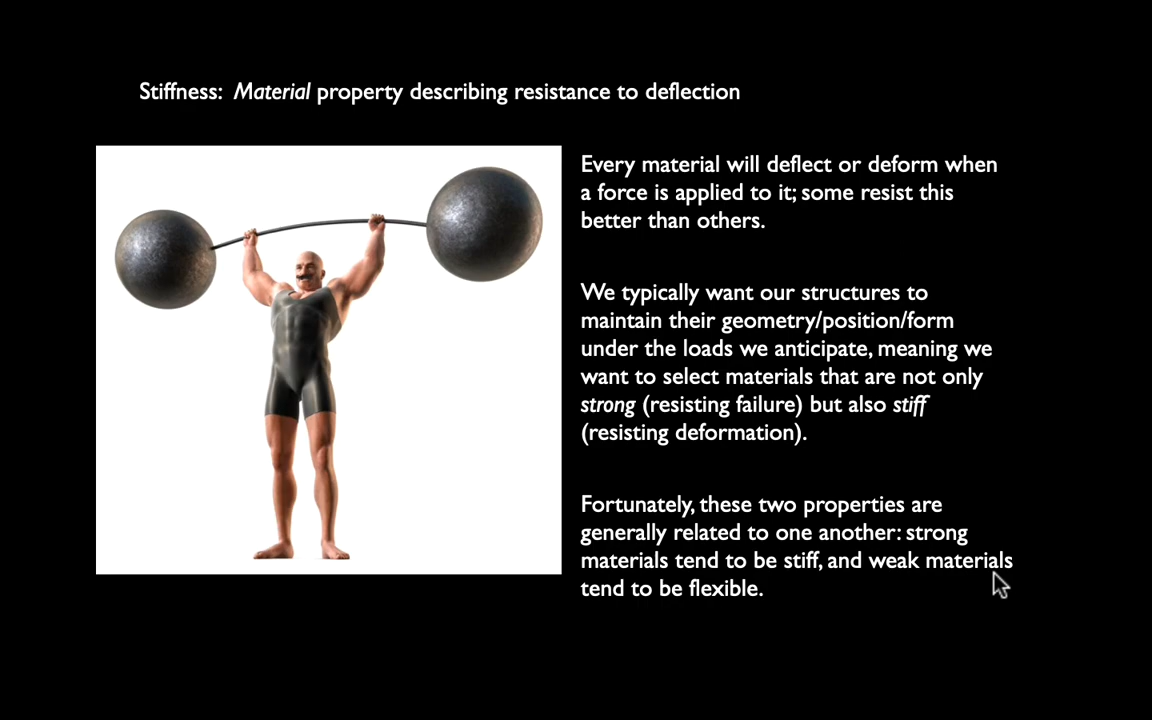 Stiffness: Material property describing resistance to deflection
Every material will deflect or deform when
a force is applied to it; some resist this
better than others.
We typically want our structures to
maintain their geometry/position/form
under the loads we anticipate, meaning we
want to select materials that are not only
strong (resisting failure) but also stiff
(resisting deformation).
Fortunately, these two properties are
generally related to one another: strong
materials tend to be stiff, and weak materials
tend to be flexible.